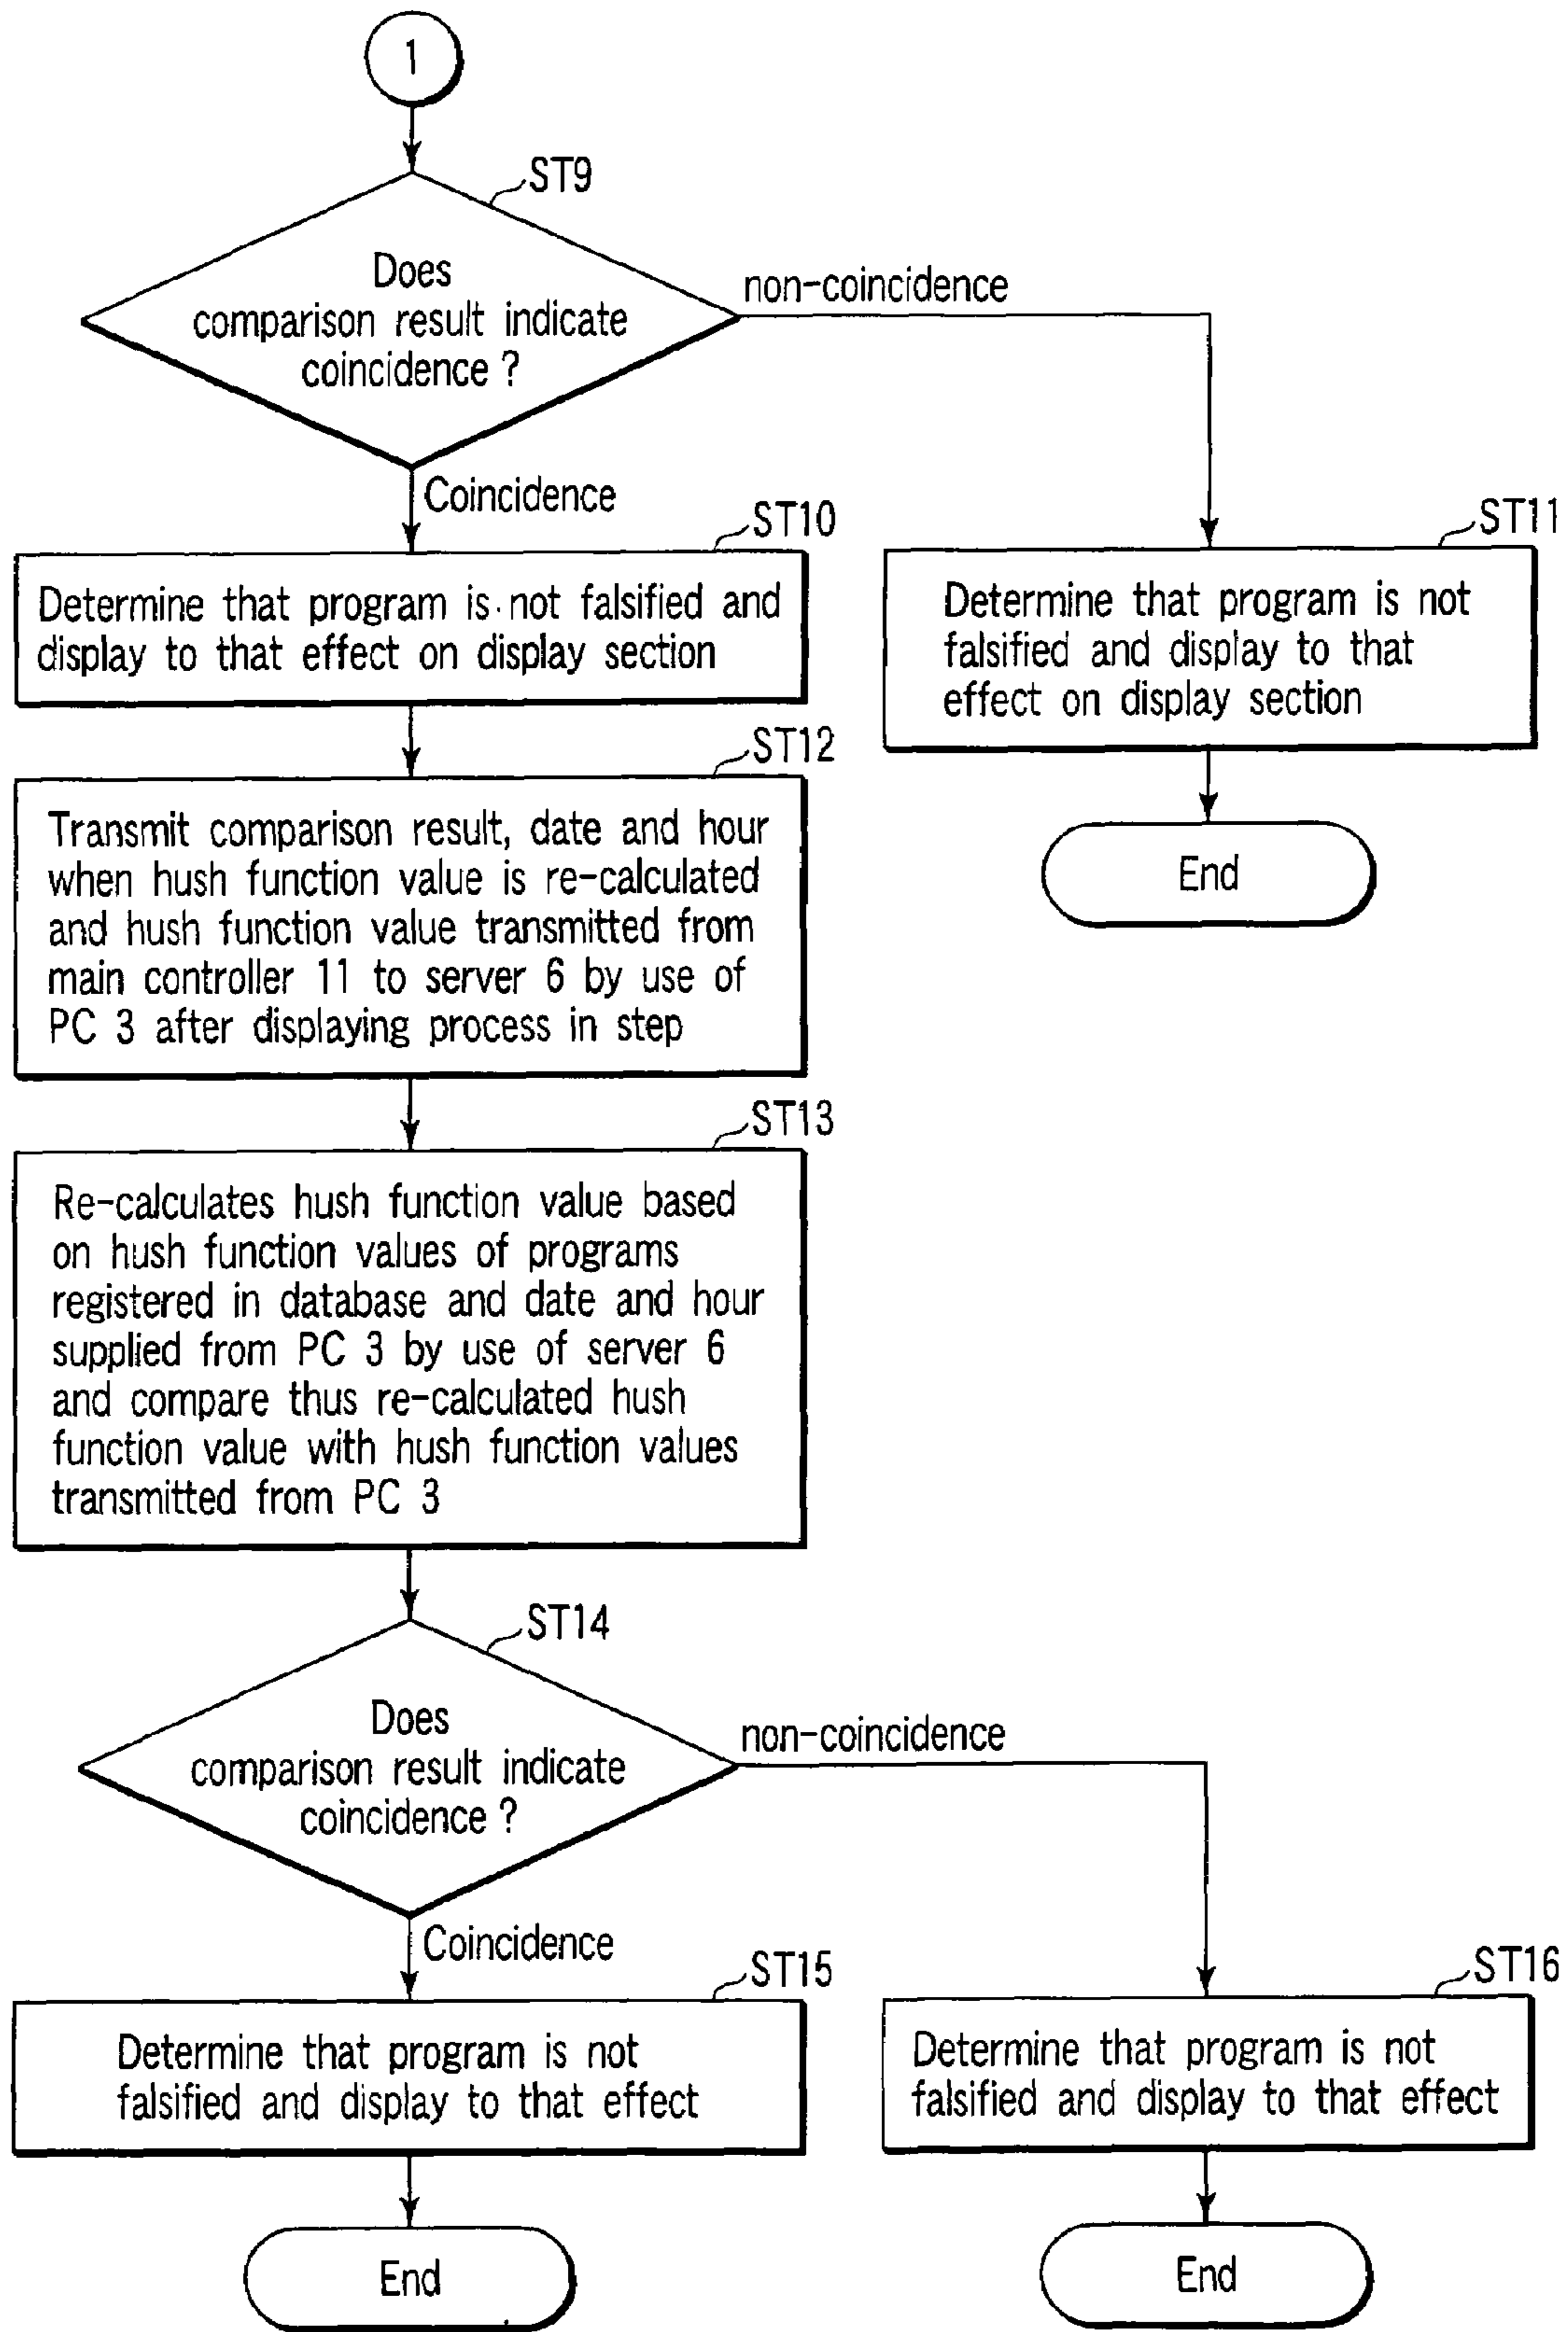 1
ST9
Does
comparison result indicate
coincidence ?
non-coincidence
Coincidence
ST10
Determine that program is not falsified and
display to that effect on display section
ST11
Determine that program is not
falsified and display to that
effect on display section
End
ST12
Transmit comparison result, date and hour
when hush function value is re-calculated
and hush function value transmitted from
main controller 11 to server 6 by use of
PC 3 after displaying process in step
ST13
Re-calculates hush function value based
on hush function values of programs
registered in database and date and hour
supplied from PC 3 by use of server 6
and compare thus re-calculated hush
function value with hush function values
transmitted from PC 3
ST14
Does
comparison result indicate
coincidence ?
non-coincidence
Coincidence
ST15
Determine that program is not
falsified and display to that effect
End
ST16
Determine that program is not
falsified and display to that effect
End